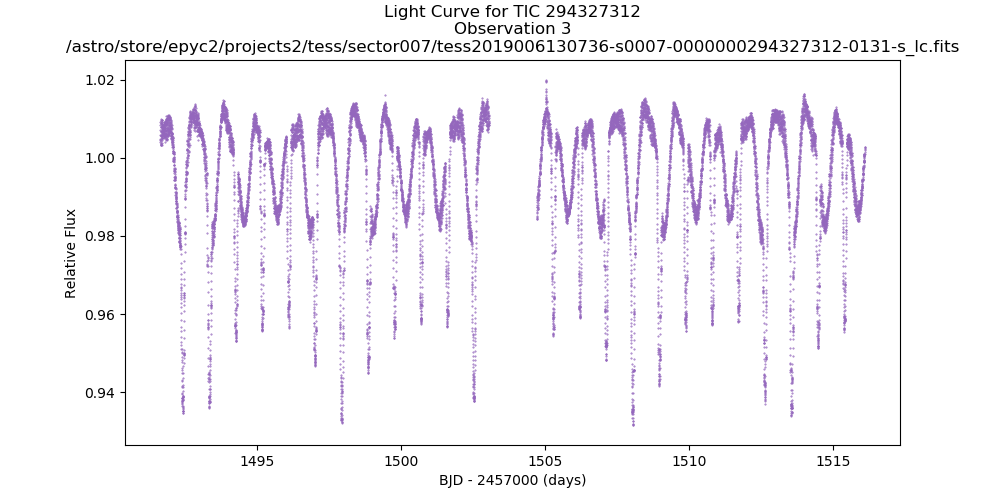 Light Curve for TIC 294327312
Observation 3
/astro/store/epyc2/projects2/tess/sector007/tess2019006130736-s0007-0000000294327312-0131-s_lc.fits
1.02
1.00
0.98
0.96
0.94
Relative Flux
1495 1500 1505 1510 1515
BJD - 2457000 (days)